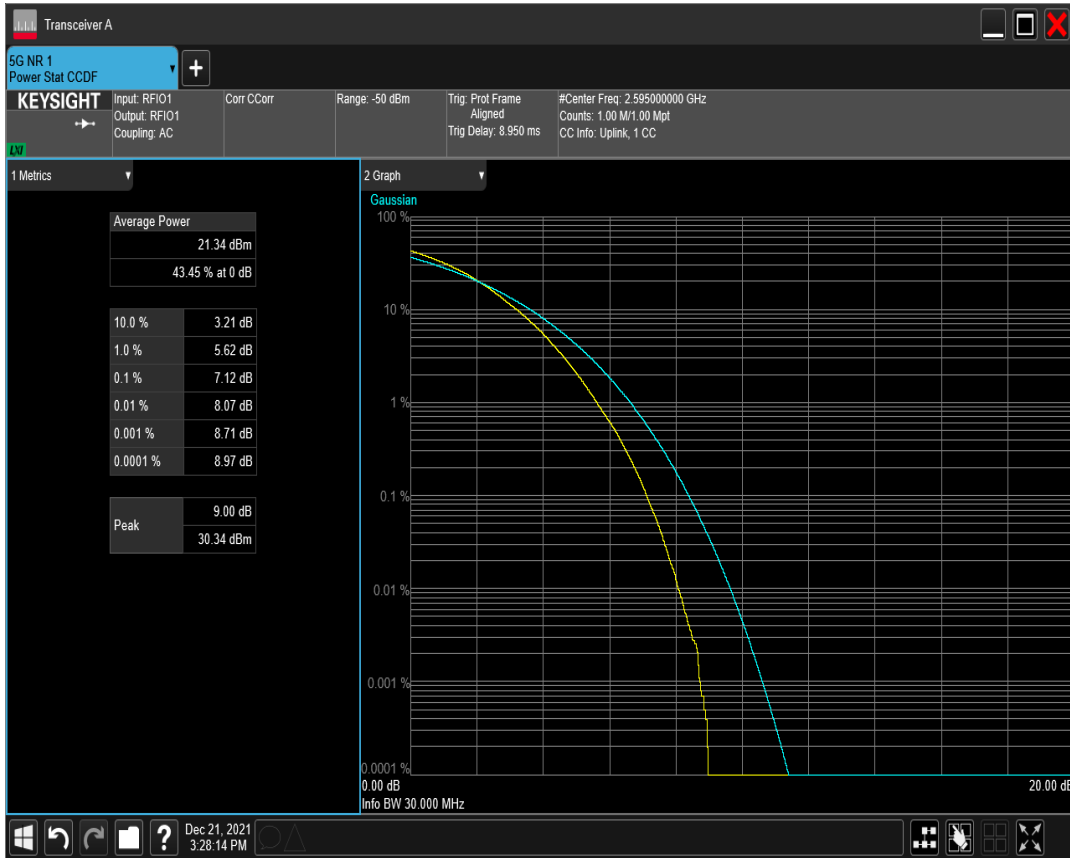 Transceiver A
5G NR 1
Power Stat CCDF
KEYSIGHT
LXI
Input: RFIO1
Output: RFIO1
Coupling: AC
Corr CCorr
Range: -50 dBm
Trig: Prot Frame
Aligned
Trig Delay: 8.950 ms
#Center Freq: 2.595000000 GHz
Counts: 1.00 M/1.00 Mpt
CC Info: Uplink, 1 CC
1 Metrics
Average Power
21.34 dBm
43.45 % at 0 dB
10.0 % 3.21 dB
1.0 % 5.62 dB
0.1 % 7.12 dB
0.01 % 8.07 dB
0.001 % 8.71 dB
0.0001 % 8.97 dB
Peak
9.00 dB
30.34 dBm
2 Graph
Gaussian
100 %
10 %
1 %
0.1 %
0.01 %
0.001 %
0.0001 %
0.00 dB 20.00 dB
Info BW 30.000 MHz
? Dec 21, 2021
3:28:14 PM